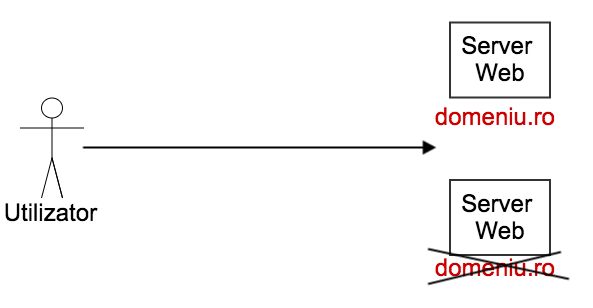 Server
Web
domeniu.ro
Utilizator
Server
Web
domeniu.ro